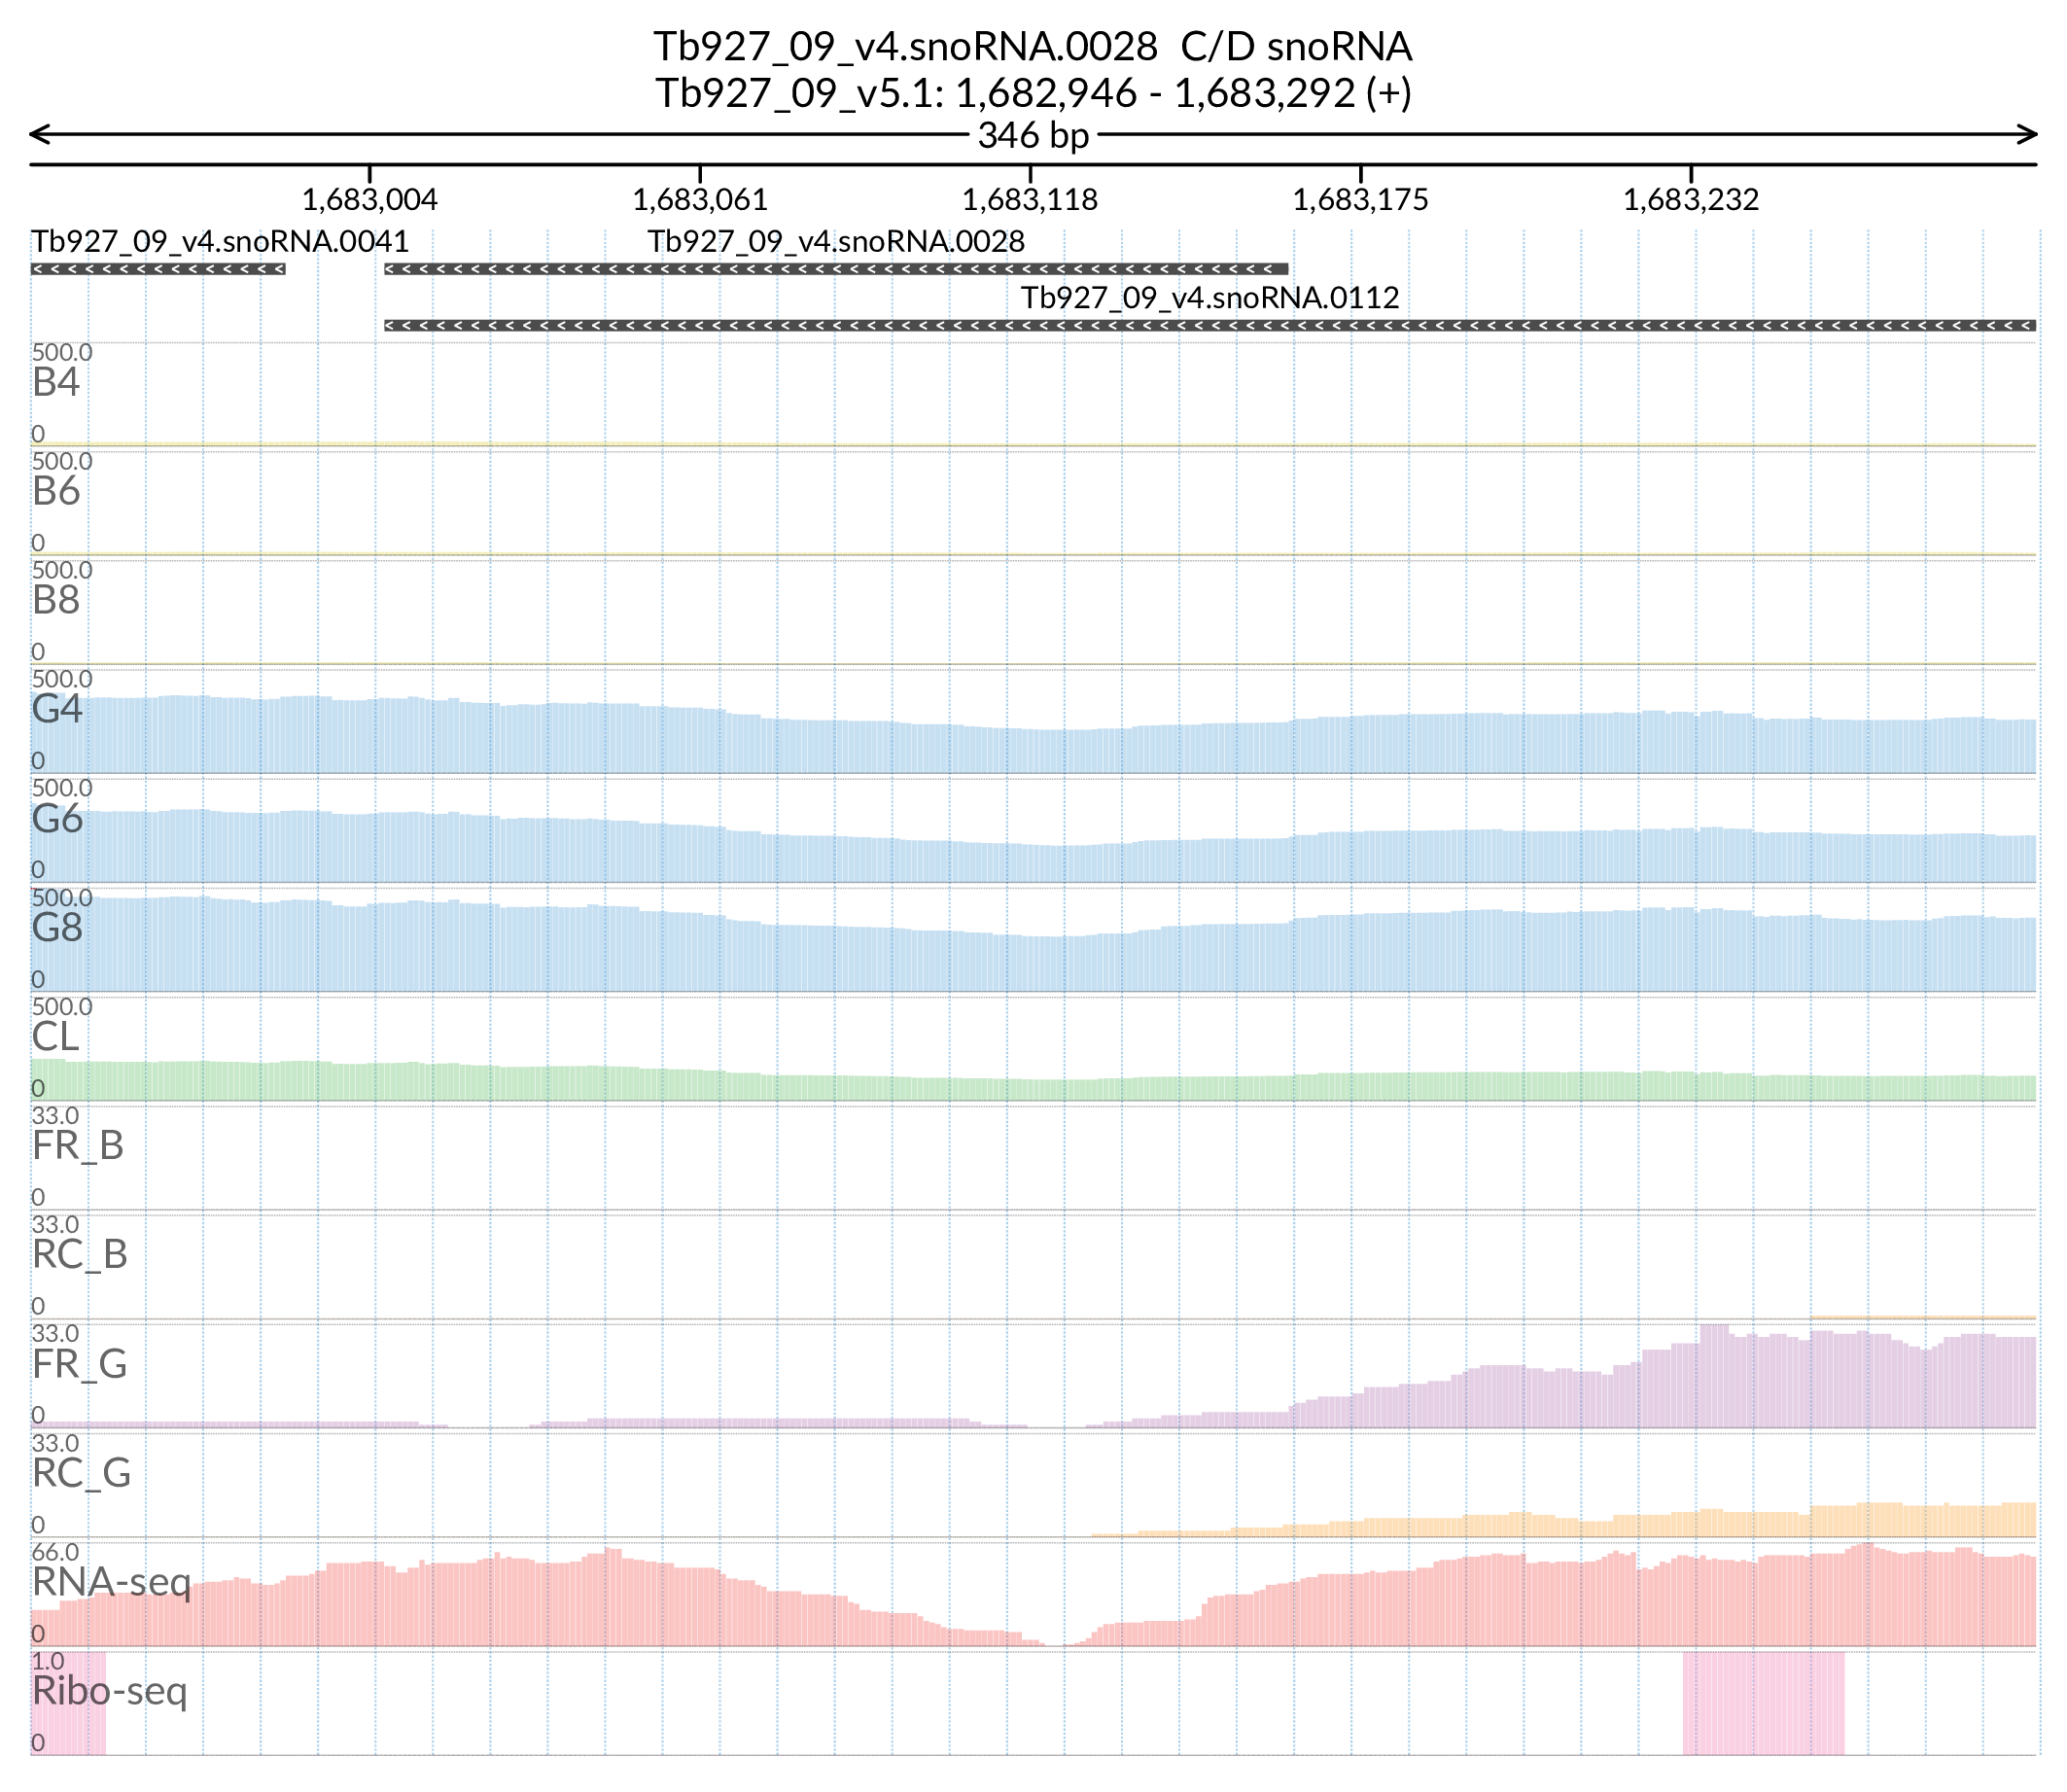 Tb927_09_v4.snoRNA.0028 C/D snoRNA
Tb927_09_v5.1: 1,682,946 - 1,683,292 (+)
346 bp
1,683,004 1,683,061 1,683,118 1,683,175 1,683,232
Tb927_09_v4.snoRNA.0041 Tb927_09_v4.snoRNA.0028
Tb927_09_v4.snoRNA.0112
500.0
B4
0
500.0
B6
0
500.0
B8
0
500.0
G4
0
500.0
G6
0
500.0
G8
0
500.0
CL
0
33.0
FR_B
0
33.0
RC_B
0
33.0
FR_G
0
33.0
RC_G
0
66.0
RNA-seq
0
1.0
Ribo-seq
0